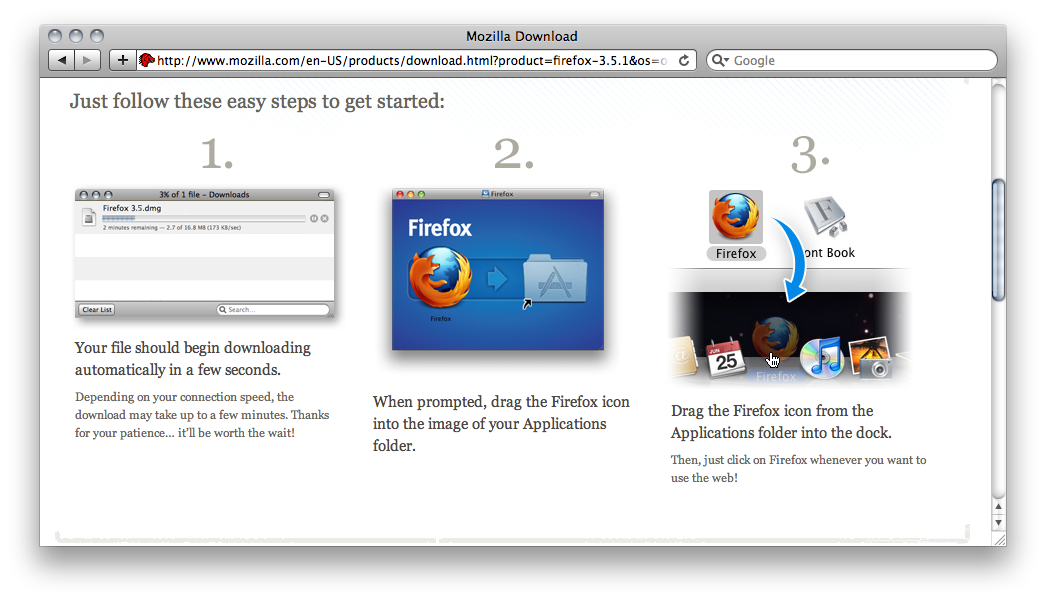 Mozilla Download
http://www.mozilla.com/en-US/products/download.html?product=firefox-3.5.1&os=o
Google
Just follow these easy steps to get started:
1.
3% of 1 file – Downloads
Firefox 3.5.dmg
2 minutes remaining — 2.7 of 16.8 MB (173 KB/sec)
Clear List
Search...
Your file should begin downloading
automatically in a few seconds.
Depending on your connection speed, the
download may take up to a few minutes. Thanks
for your patience… it'll be worth the wait!
2.
Firefox
Firefox
Firefox
When prompted, drag the Firefox icon
into the image of your Applications
folder.
3.
Firefox
ont Book
JUN
25
Firefox
Drag the Firefox icon from the
Applications folder into the dock.
Then, just click on Firefox whenever you want to
use the web!